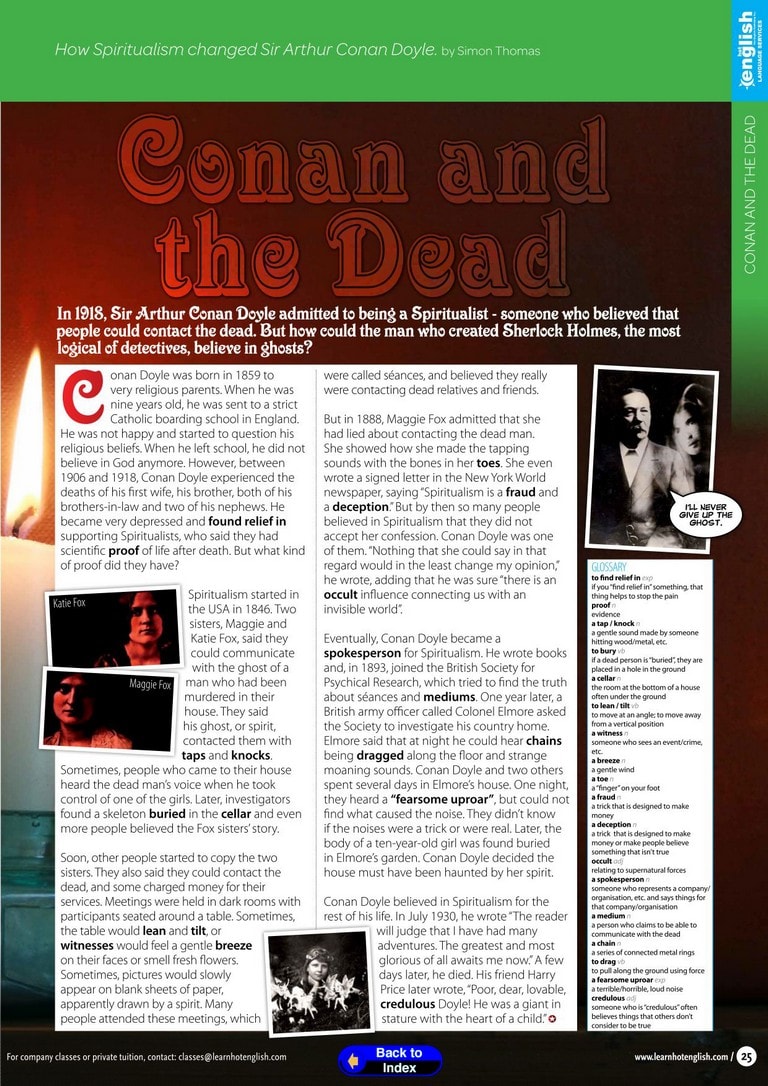 How Spiritualism changed Sir Arthur Conan Doyle. by Simon Thomas
hot
english
LANGUAGE SERVICES
CONAN AND THE DEAD
Conan and
the Dead
In 1918, Sir Arthur Conan Doyle admitted to being a Spiritualist - someone who believed that
people could contact the dead. But how could the man who created Sherlock Holmes, the most
logical of detectives, believe in ghosts?
Conan Doyle was born in 1859 to
very religious parents. When he was
nine years old, he was sent to a strict
Catholic boarding school in England.
He was not happy and started to question his
religious beliefs. When he left school, he did not
believe in God anymore. However, between
1906 and 1918, Conan Doyle experienced the
deaths of his first wife, his brother, both of his
brothers-in-law and two of his nephews. He
became very depressed and found relief in
supporting Spiritualists, who said they had
scientific proof of life after death. But what kind
of proof did they have?
Katie Fox
Maggie Fox
Spiritualism started in
the USA in 1846. Two
sisters, Maggie and
Katie Fox, said they
could communicate
with the ghost of a
man who had been
murdered in their
house. They said
his ghost, or spirit,
contacted them with
taps and knocks.
Sometimes, people who came to their house
heard the dead man's voice when he took
control of one of the girls. Later, investigators
found a skeleton buried in the cellar and even
more people believed the Fox sisters' story.
Soon, other people started to copy the two
sisters. They also said they could contact the
dead, and some charged money for their
services. Meetings were held in dark rooms with
participants seated around a table. Sometimes,
the table would lean and tilt, or
witnesses would feel a gentle breeze
on their faces or smell fresh flowers.
Sometimes, pictures would slowly
appear on blank sheets of paper,
apparently drawn by a spirit. Many
people attended these meetings, which
were called séances, and believed they really
were contacting dead relatives and friends.
But in 1888, Maggie Fox admitted that she
had lied about contacting the dead man.
She showed how she made the tapping
sounds with the bones in her toes. She even
wrote a signed letter in the New York World
newspaper, saying "Spiritualism is a fraud and
a deception." But by then so many people
believed in Spiritualism that they did not
accept her confession. Conan Doyle was one
of them. "Nothing that she could say in that
regard would in the least change my opinion,"
he wrote, adding that he was sure "there is an
occult influence connecting us with an
invisible world".
Eventually, Conan Doyle became a
spokesperson for Spiritualism. He wrote books
and, in 1893, joined the British Society for
Psychical Research, which tried to find the truth
about séances and mediums. One year later, a
British army officer called Colonel Elmore asked
the Society to investigate his country home.
Elmore said that at night he could hear chains
being dragged along the floor and strange
moaning sounds. Conan Doyle and two others
spent several days in Elmore's house. One night,
they heard a "fearsome uproar", but could not
find what caused the noise. They didn't know
if the noises were a trick or were real. Later, the
body of a ten-year-old girl was found buried
in Elmore's garden. Conan Doyle decided the
house must have been haunted by her spirit.
Conan Doyle believed in Spiritualism for the
rest of his life. In July 1930, he wrote "The reader
will judge that I have had many
adventures. The greatest and most
glorious of all awaits me now." A few
days later, he died. His friend Harry
Price later wrote, "Poor, dear, lovable,
credulous Doyle! He was a giant in
stature with the heart of a child."
I'LL NEVER
GIVE UP THE
GHOST.
GLOSSARY
to find relief in exp
if you "find relief in" something, that
thing helps to stop the pain
proof n
evidence
a tap / knock n
a gentle sound made by someone
hitting wood/metal, etc.
to bury vb
if a dead person is "buried", they are
placed in a hole in the ground
a cellar n
the room at the bottom of a house
often under the ground
to lean / tilt vb
to move at an angle; to move away
from a vertical position
a witness n
someone who sees an event/crime,
etc.
a breeze n
a gentle wind
a toe n
a "finger" on your foot
a fraud n
a trick that is designed to make
money
a deception n
a trick that is designed to make
money or make people believe
something that isn't true
occult adj
relating to supernatural forces
a spokesperson n
someone who represents a company/
organisation, etc. and says things for
that company/organisation
a medium n
a person who claims to be able to
communicate with the dead
a chain n
a series of connected metal rings
to drag vb
to pull along the ground using force
a fearsome uproar exp
a terrible/horrible, loud noise
credulous adj
someone who is "credulous" often
believes things that others don't
consider to be true
For company classes or private tuition, contact: classes@learnhotenglish.com
Back to
Index
www.learnhotenglish.com / 25